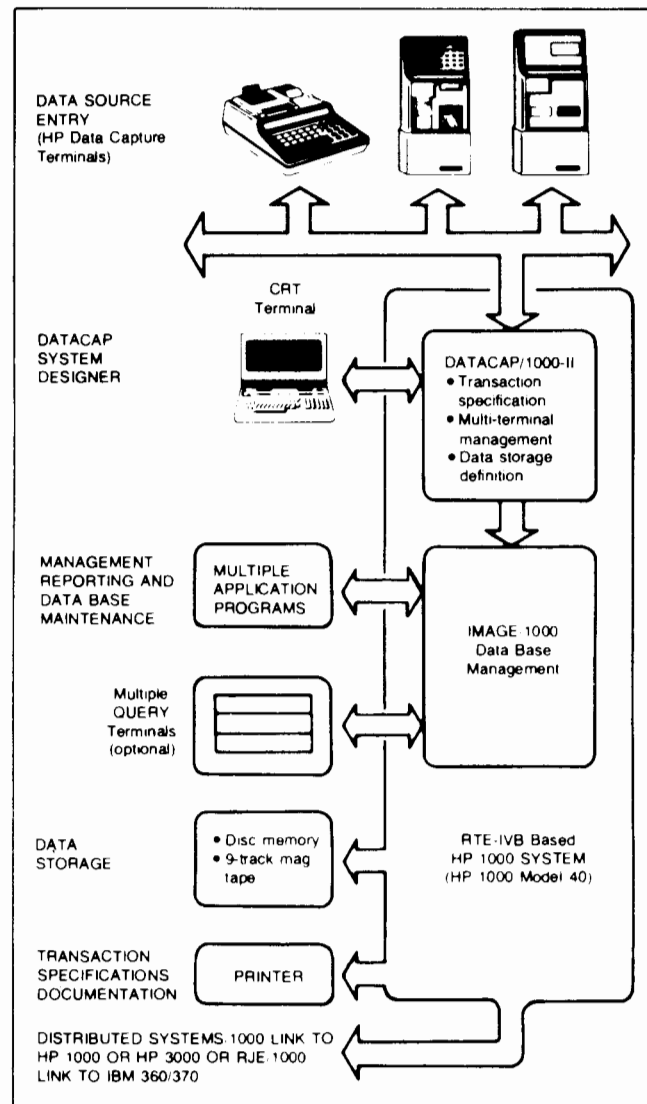 DATA SOURCE
ENTRY
(HP Data Capture
Terminals)
CRT
Terminal
DATACAP
SYSTEM
DESIGNER
DATACAP/1000-II
• Transaction
specification
• Multi-terminal
management
• Data storage
definition
MANAGEMENT
REPORTING AND
DATA BASE
MAINTENANCE
MULTIPLE
APPLICATION
PROGRAMS
IMAGE-1000
Data Base
Management
Multiple
QUERY
Terminals
(optional)
DATA
STORAGE
• Disc memory
• 9-track mag
tape
RTE-IVB Based
HP 1000 SYSTEM
(HP 1000 Model 40)
TRANSACTION
SPECIFICATIONS
DOCUMENTATION
PRINTER
DISTRIBUTED SYSTEMS-1000 LINK TO
HP 1000 OR HP 3000 OR RJE-1000
LINK TO IBM 360/370